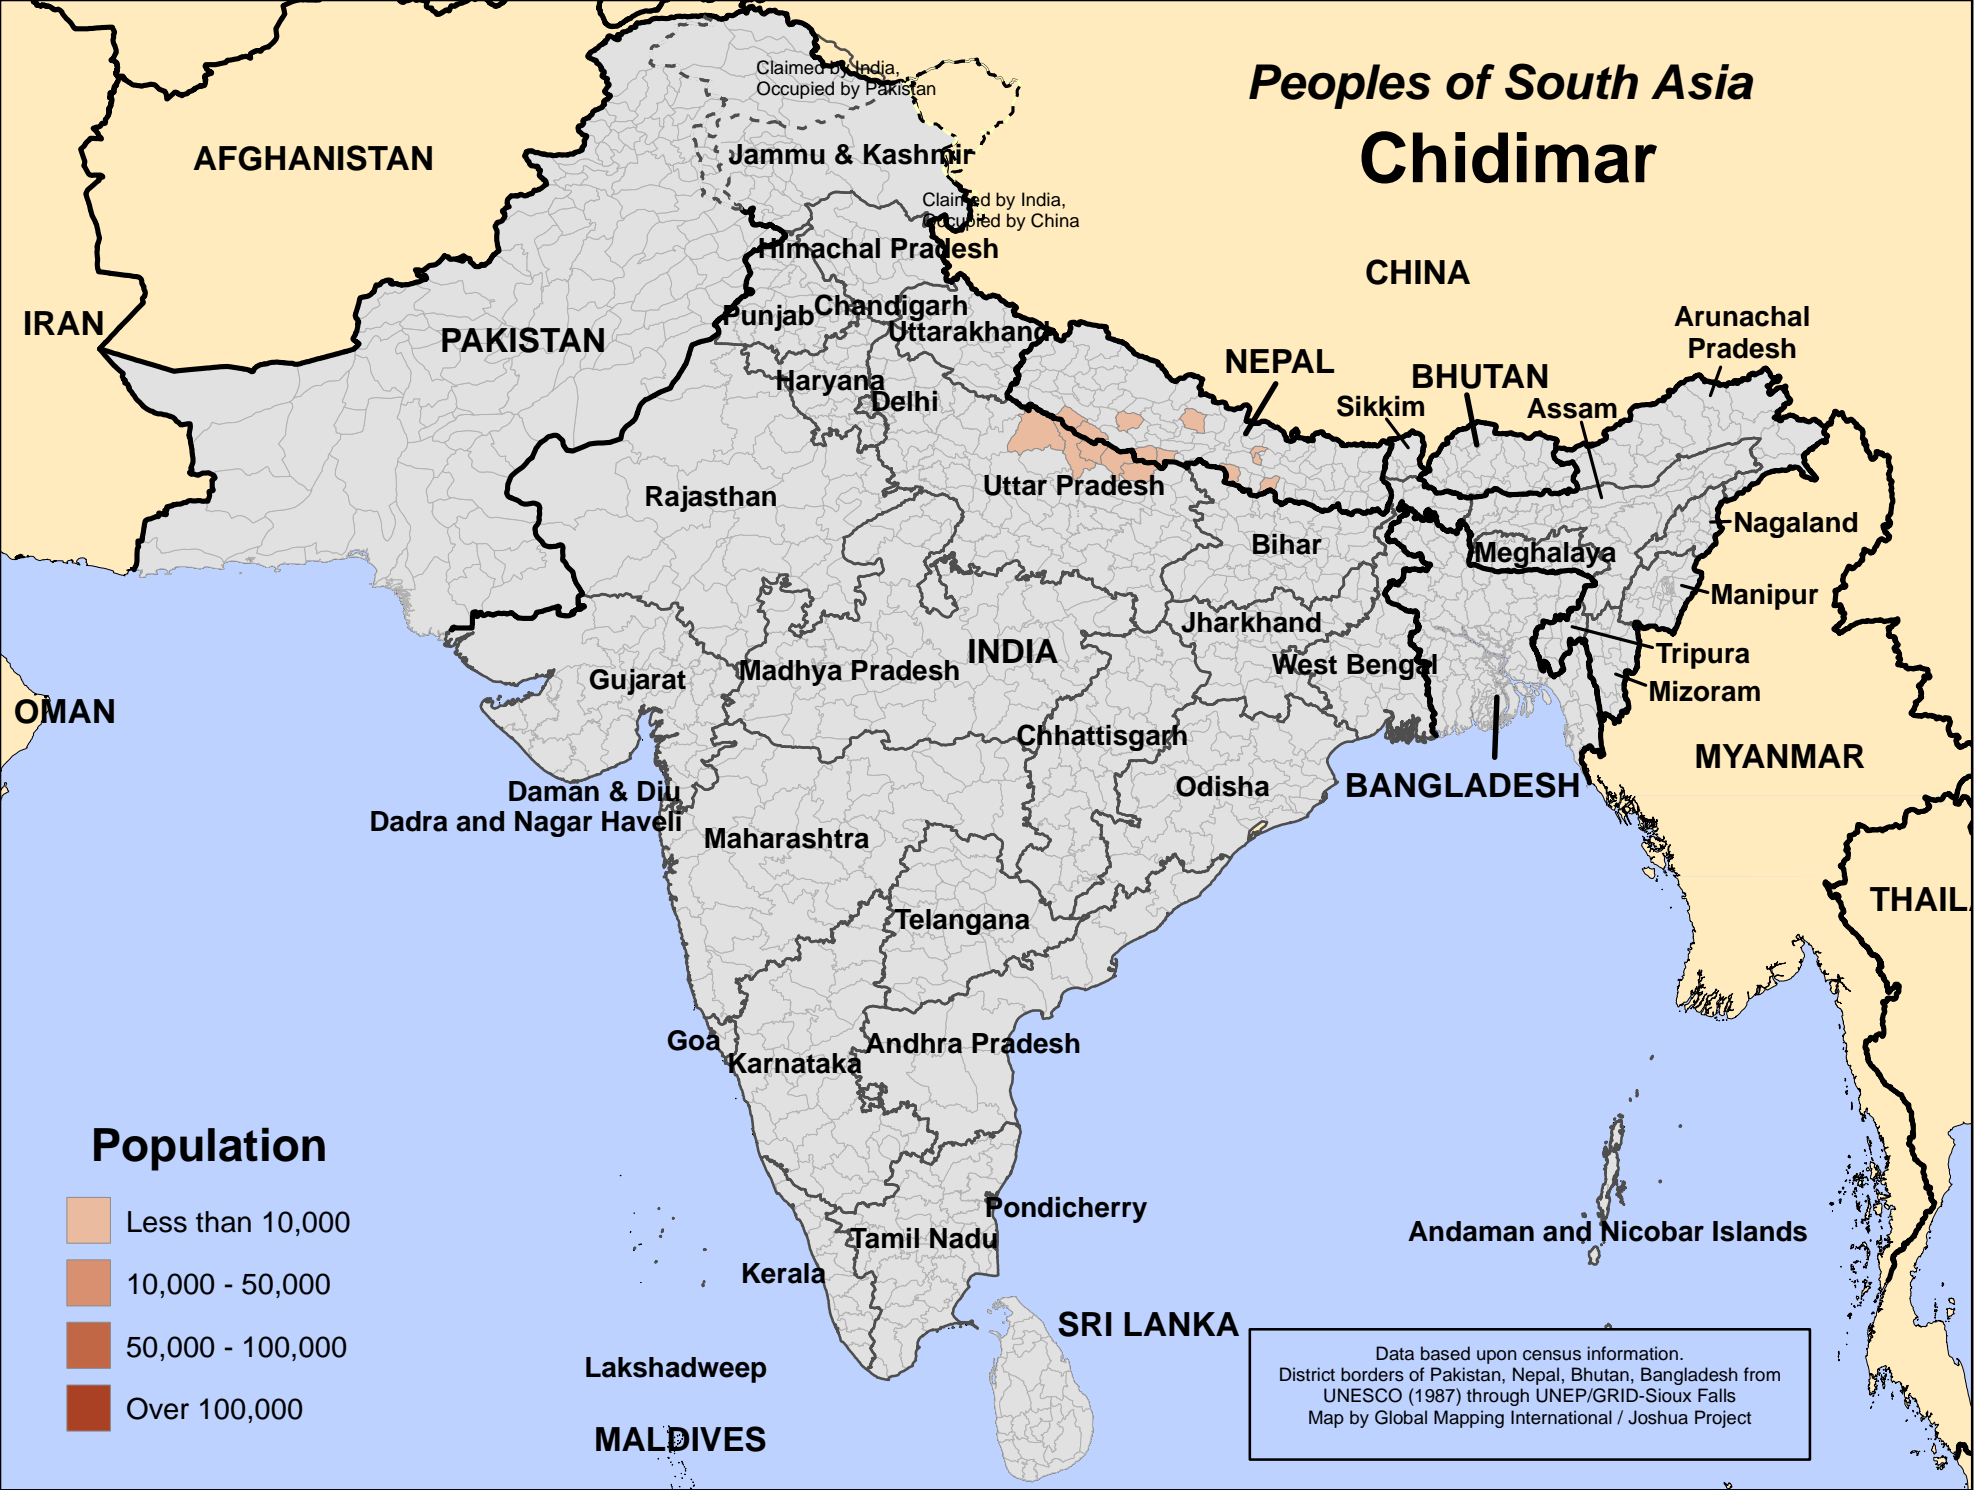 Peoples of South Asia
Chidimar
Claimed by India,
Occupied by Pakistan
AFGHANISTAN
Jammu & Kashmir
Claimed by India,
Occupied by China
Himachal Pradesh
CHINA
IRAN
PAKISTAN
Punjab
Chandigarh
Uttarakhand
Arunachal
Pradesh
NEPAL
BHUTAN
Haryana
Delhi
Sikkim
Assam
Rajasthan
Uttar Pradesh
Bihar
Nagaland
Meghalaya
Manipur
Jharkhand
INDIA
Tripura
West Bengal
Mizoram
Gujarat
Madhya Pradesh
OMAN
Chhattisgarh
MYANMAR
Odisha
BANGLADESH
Daman & Diu
Dadra and Nagar Haveli
Maharashtra
THAIL
Telangana
Goa
Andhra Pradesh
Karnataka
Pondicherry
Andaman and Nicobar Islands
Tamil Nadu
Kerala
SRI LANKA
Lakshadweep
MALDIVES
Population
Less than 10,000
10,000 - 50,000
50,000 - 100,000
Over 100,000
Data based upon census information.
District borders of Pakistan, Nepal, Bhutan, Bangladesh from
UNESCO (1987) through UNEP/GRID-Sioux Falls
Map by Global Mapping International / Joshua Project